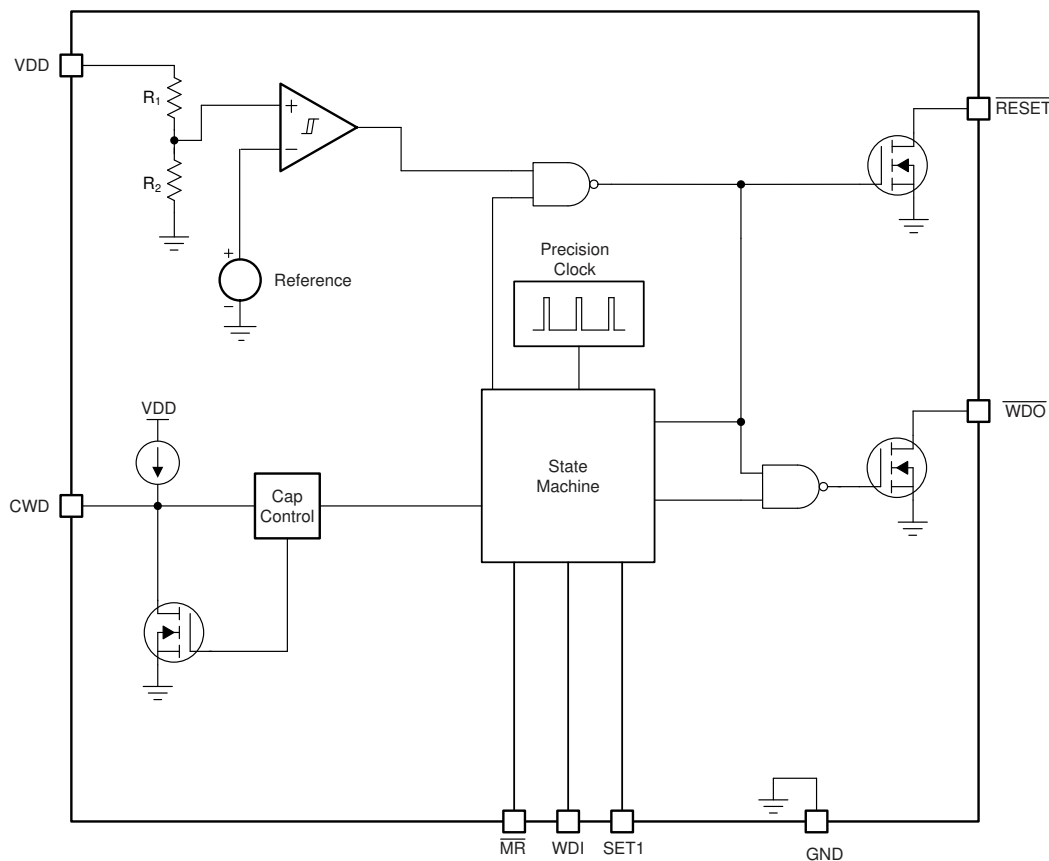 VDD
R1
RESET
R2
Precision
Clock
+
−
+
−
Reference
VDD
WDO
State
Machine
CWD
Cap
Control
MR
WDI
SET1
GND